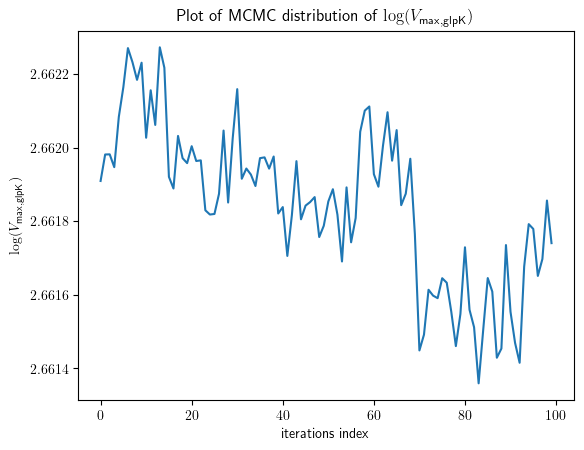 Plot of MCMC distribution of log(V_max,glpK)
log(V_max,glpK)
2.6622
2.6620
2.6618
2.6616
2.6614
0 20 40 60 80 100
iterations index